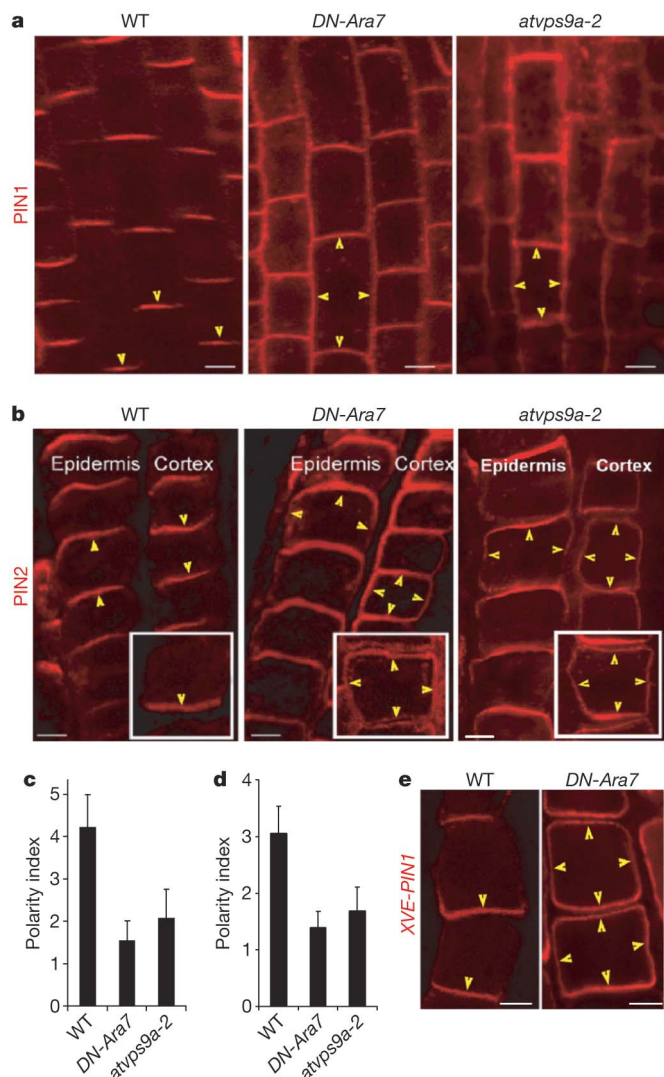 a WT DN-Ara7 atvps9a-2
PIN1
b WT DN-Ara7 atvps9a-2
Epidermis Cortex Epidermis Cortex Epidermis Cortex
PIN2
c
Polarity index
5
4
3
2
1
0
WT DN-Ara7 atvps9a-2
d
Polarity index
4
3
2
1
0
WT DN-Ara7 atvps9a-2
e WT DN-Ara7
XVE-PIN1